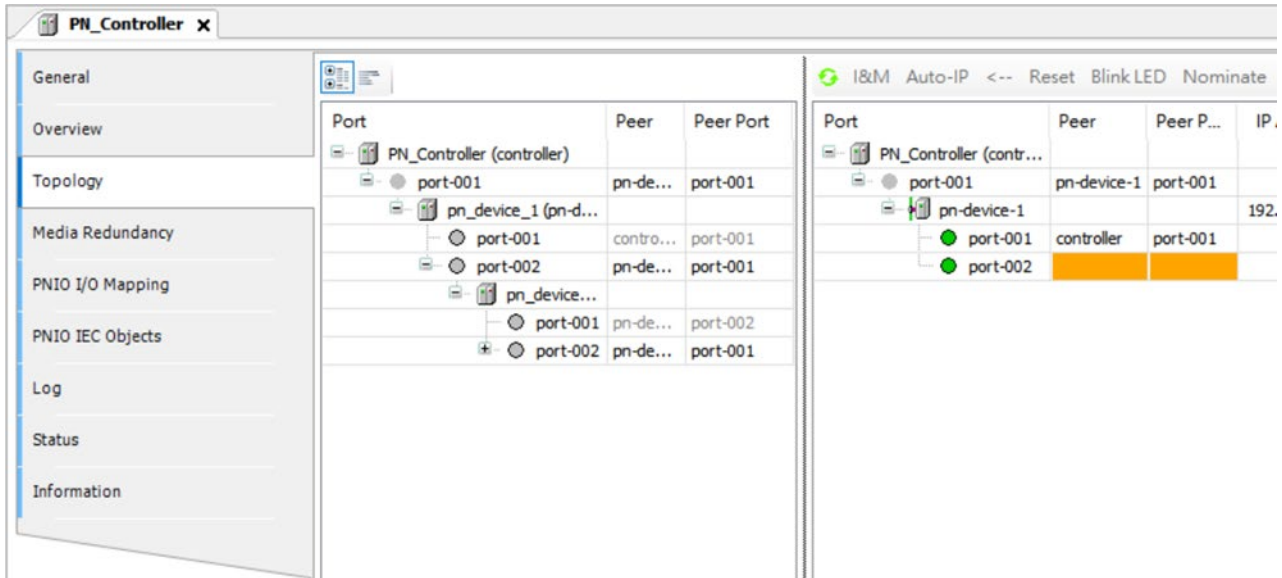 PN_Controller x
General
Overview
Topology
Media Redundancy
PNIO I/O Mapping
PNIO IEC Objects
Log
Status
Information
Port Peer Peer Port
PN_Controller (controller)
port-001 pn-de... port-001
pn_device_1 (pn-d...
port-001 contro... port-001
port-002 pn-de... port-001
pn_device...
port-001 pn-de... port-002
port-002 pn-de... port-001
I&M Auto-IP <-- Reset Blink LED Nominate
Port Peer Peer P... IP
PN_Controller (contr...
port-001 pn-device-1 port-001
pn-device-1 192.
port-001 controller port-001
port-002